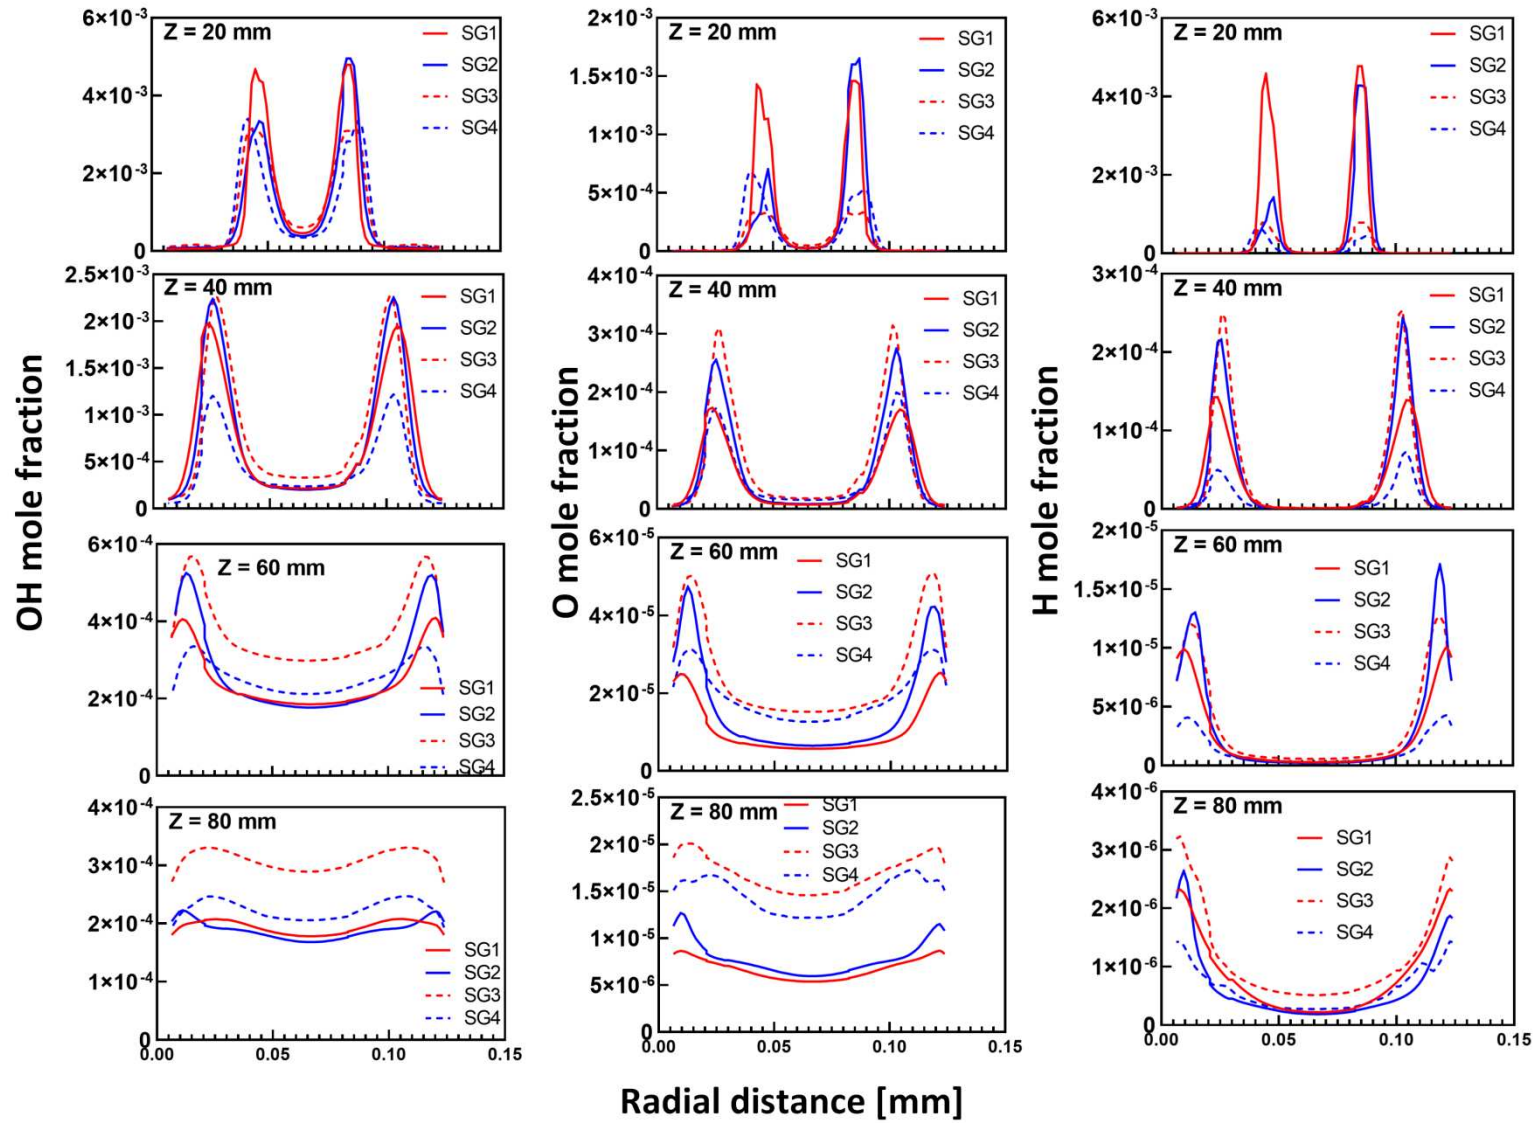 OH mole fraction
6×10⁻³
4×10⁻³
2×10⁻³
0
Z = 20 mm
SG1
SG2
SG3
SG4
2.5×10⁻³
2×10⁻³
1.5×10⁻³
1×10⁻³
5×10⁻⁴
0
Z = 40 mm
SG1
SG2
SG3
SG4
6×10⁻⁴
4×10⁻⁴
2×10⁻⁴
0
Z = 60 mm
SG1
SG2
SG3
SG4
4×10⁻⁴
3×10⁻⁴
2×10⁻⁴
1×10⁻⁴
0
Z = 80 mm
SG1
SG2
SG3
SG4
0.00 0.05 0.10 0.15
O mole fraction
2×10⁻³
1.5×10⁻³
1×10⁻³
5×10⁻⁴
0
Z = 20 mm
SG1
SG2
SG3
SG4
4×10⁻⁴
3×10⁻⁴
2×10⁻⁴
1×10⁻⁴
0
Z = 40 mm
SG1
SG2
SG3
SG4
6×10⁻⁵
4×10⁻⁵
2×10⁻⁵
0
Z = 60 mm
SG1
SG2
SG3
SG4
2.5×10⁻⁵
2×10⁻⁵
1.5×10⁻⁵
1×10⁻⁵
5×10⁻⁶
0
Z = 80 mm
SG1
SG2
SG3
SG4
0.00 0.05 0.10 0.15
H mole fraction
6×10⁻³
4×10⁻³
2×10⁻³
0
Z = 20 mm
SG1
SG2
SG3
SG4
3×10⁻⁴
2×10⁻⁴
1×10⁻⁴
0
Z = 40 mm
SG1
SG2
SG3
SG4
2×10⁻⁵
1.5×10⁻⁵
1×10⁻⁵
5×10⁻⁶
0
Z = 60 mm
SG1
SG2
SG3
SG4
4×10⁻⁶
3×10⁻⁶
2×10⁻⁶
1×10⁻⁶
0
Z = 80 mm
SG1
SG2
SG3
SG4
0.00 0.05 0.10 0.15
Radial distance [mm]